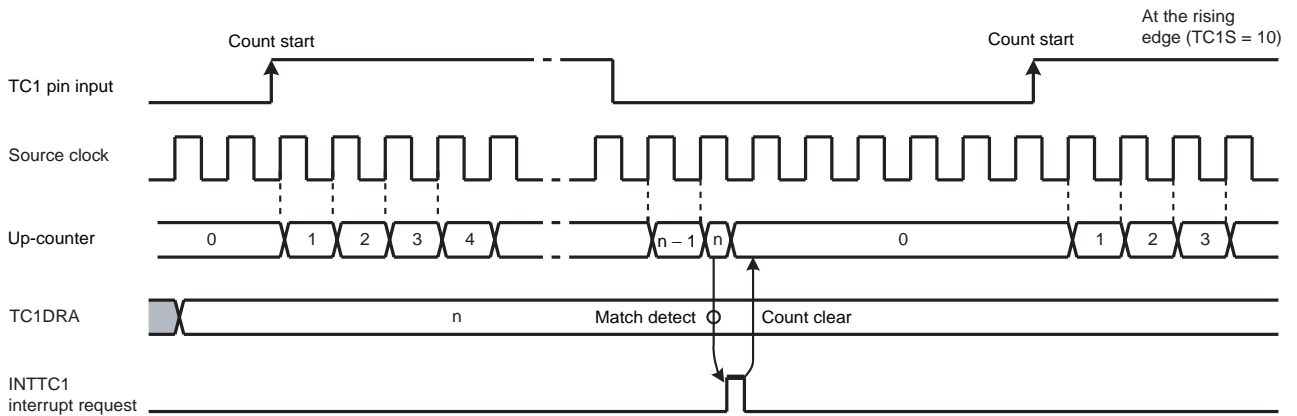 At the rising
edge (TC1S = 10)
Count start
Count start
TC1 pin input
Source clock
Up-counter
0
1
2
3
4
n – 1
n
0
1
2
3
TC1DRA
n
Match detect
Count clear
INTTC1
interrupt request